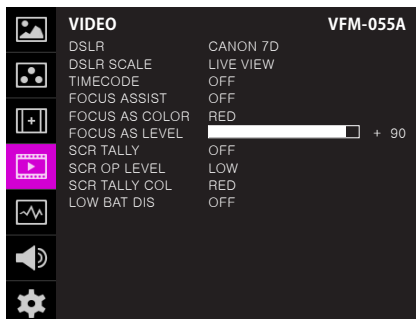 VIDEO VFM-055A
DSLR CANON 7D
DSLR SCALE LIVE VIEW
TIMECODE OFF
FOCUS ASSIST OFF
FOCUS AS COLOR RED
FOCUS AS LEVEL + 90
SCR TALLY OFF
SCR OP LEVEL LOW
SCR TALLY COL RED
LOW BAT DIS OFF